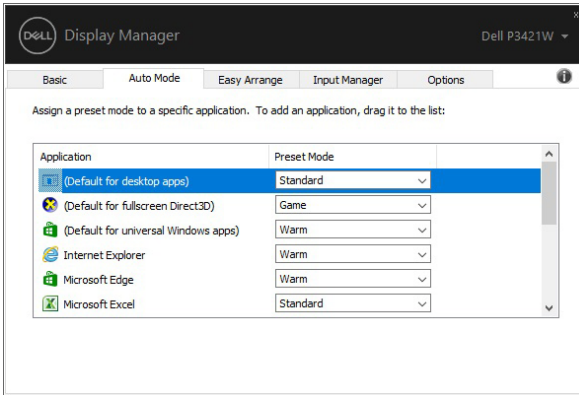 DELL Display Manager
Dell P3421W
Basic Auto Mode Easy Arrange Input Manager Options
Assign a preset mode to a specific application. To add an application, drag it to the list:
Application Preset Mode
(Default for desktop apps) Standard
(Default for fullscreen Direct3D) Game
(Default for universal Windows apps) Warm
Internet Explorer Warm
Microsoft Edge Warm
Microsoft Excel Standard